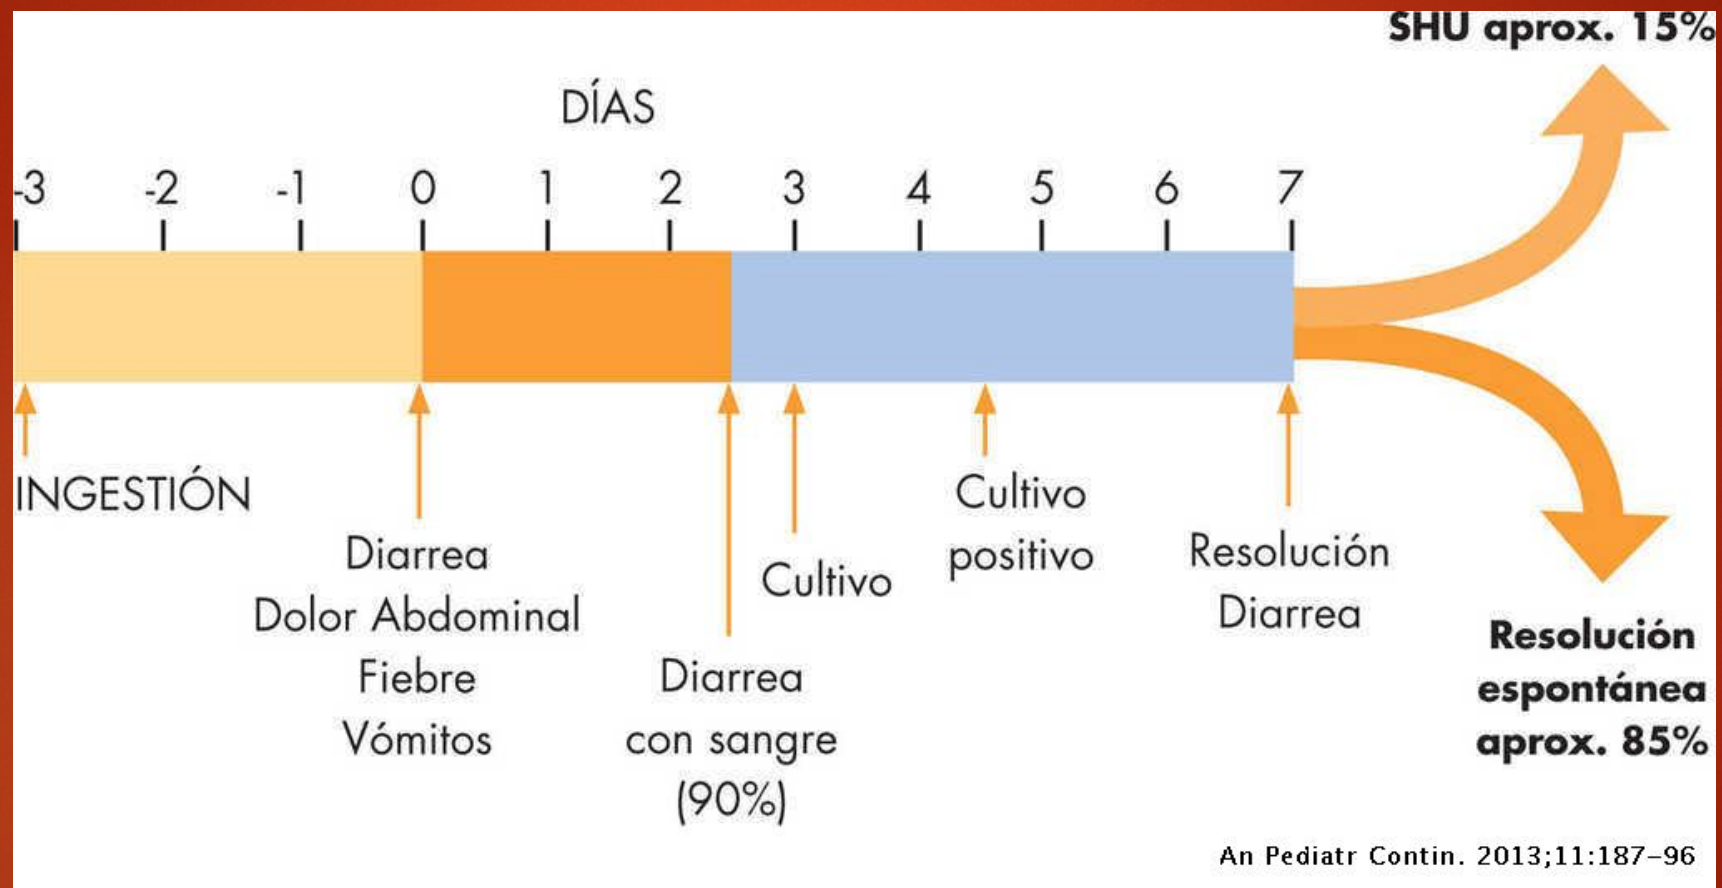 SHU aprox. 15%
DÍAS
-3 -2 -1 0 1 2 3 4 5 6 7
INGESTIÓN
Diarrea
Dolor Abdominal
Fiebre
Vómitos
Diarrea
con sangre
(90%)
Cultivo
Cultivo
positivo
Resolución
Diarrea
Resolución
espontánea
aprox. 85%
An Pediatr Contin. 2013;11:187–96